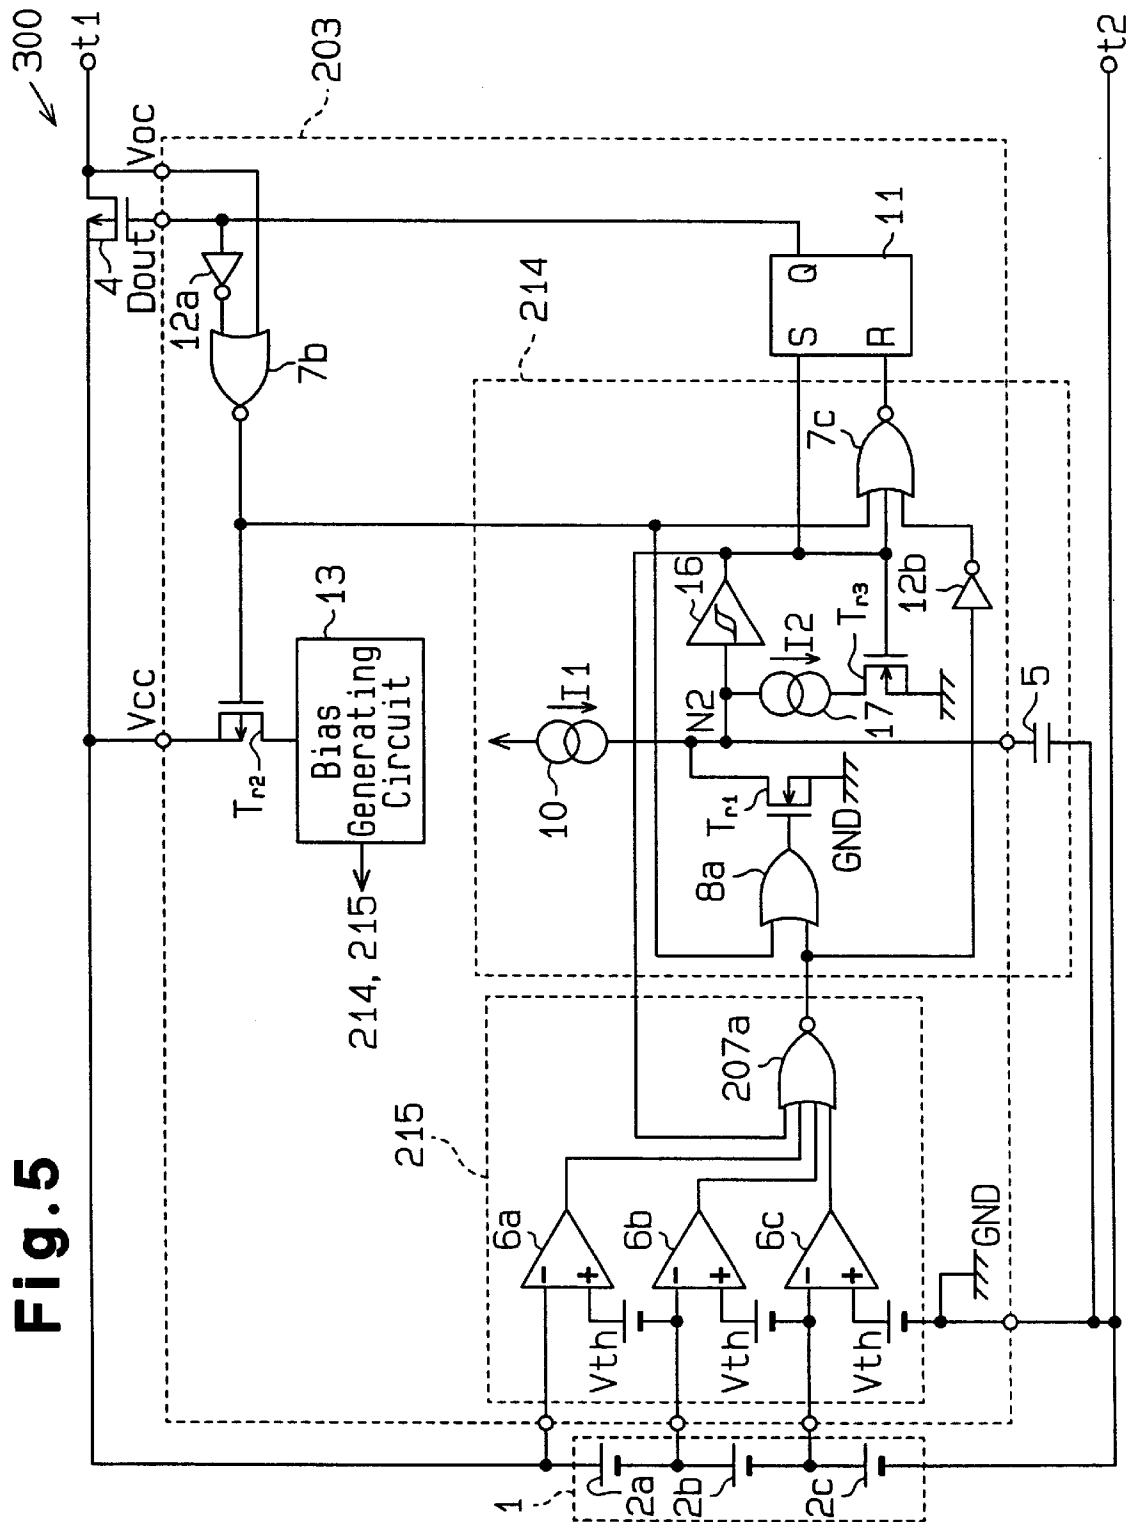 Fig.5
300
t1
Vcc
Voc
4
Dout
203
12a
7b
Tr2
13
Bias
Generating
Circuit
214, 215
214
11
Q
S
R
215
207a
8a
Tr1
GND
10
I1
N2
16
17
I2
Tr3
7c
12b
5
6a
-
+
Vth
6b
-
+
Vth
6c
-
+
Vth
GND
1
2a
2b
2c
t2